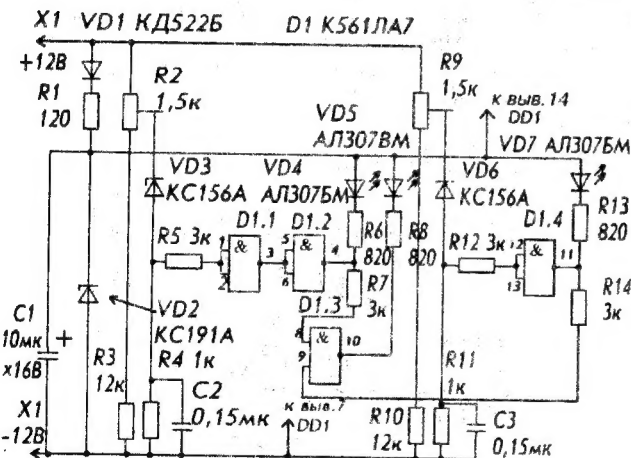 X1 VD1 КД522Б D1 К561ЛА7
+12В
R1
120
R2
1,5к
R9
1,5к
к выв.14
DD1
VD5
АЛ307ВМ
VD7 АЛ307БМ
VD3
КС156А
VD4
АЛ307БМ
VD6
КС156А
R5 3к
D1.1
D1.2
R6
820
R8
820
R12 3к
D1.4
R13
820
&
&
&
1
2
3
5
6
4
12
13
11
R7
3к
R14
3к
D1.3
8
9
&
10
C1
10мк
х16В
+
VD2
КС191А
R3
12к
R4 1к
R11
1к
C2
0,15мк
к выв.7
DD1
R10
12к
C3
0,15мк
X1
-12В